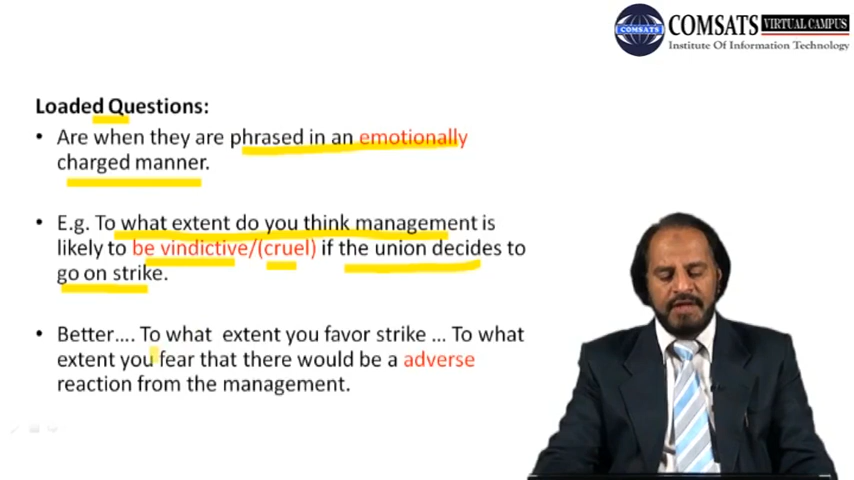 COMSATS
COMSATS VIRTUAL CAMPUS
Institute Of Information Technology
Loaded Questions:
• Are when they are phrased in an emotionally
charged manner.
• E.g. To what extent do you think management is
likely to be vindictive/(cruel) if the union decides to
go on strike.
• Better.... To what extent you favor strike ... To what
extent you fear that there would be a adverse
reaction from the management.